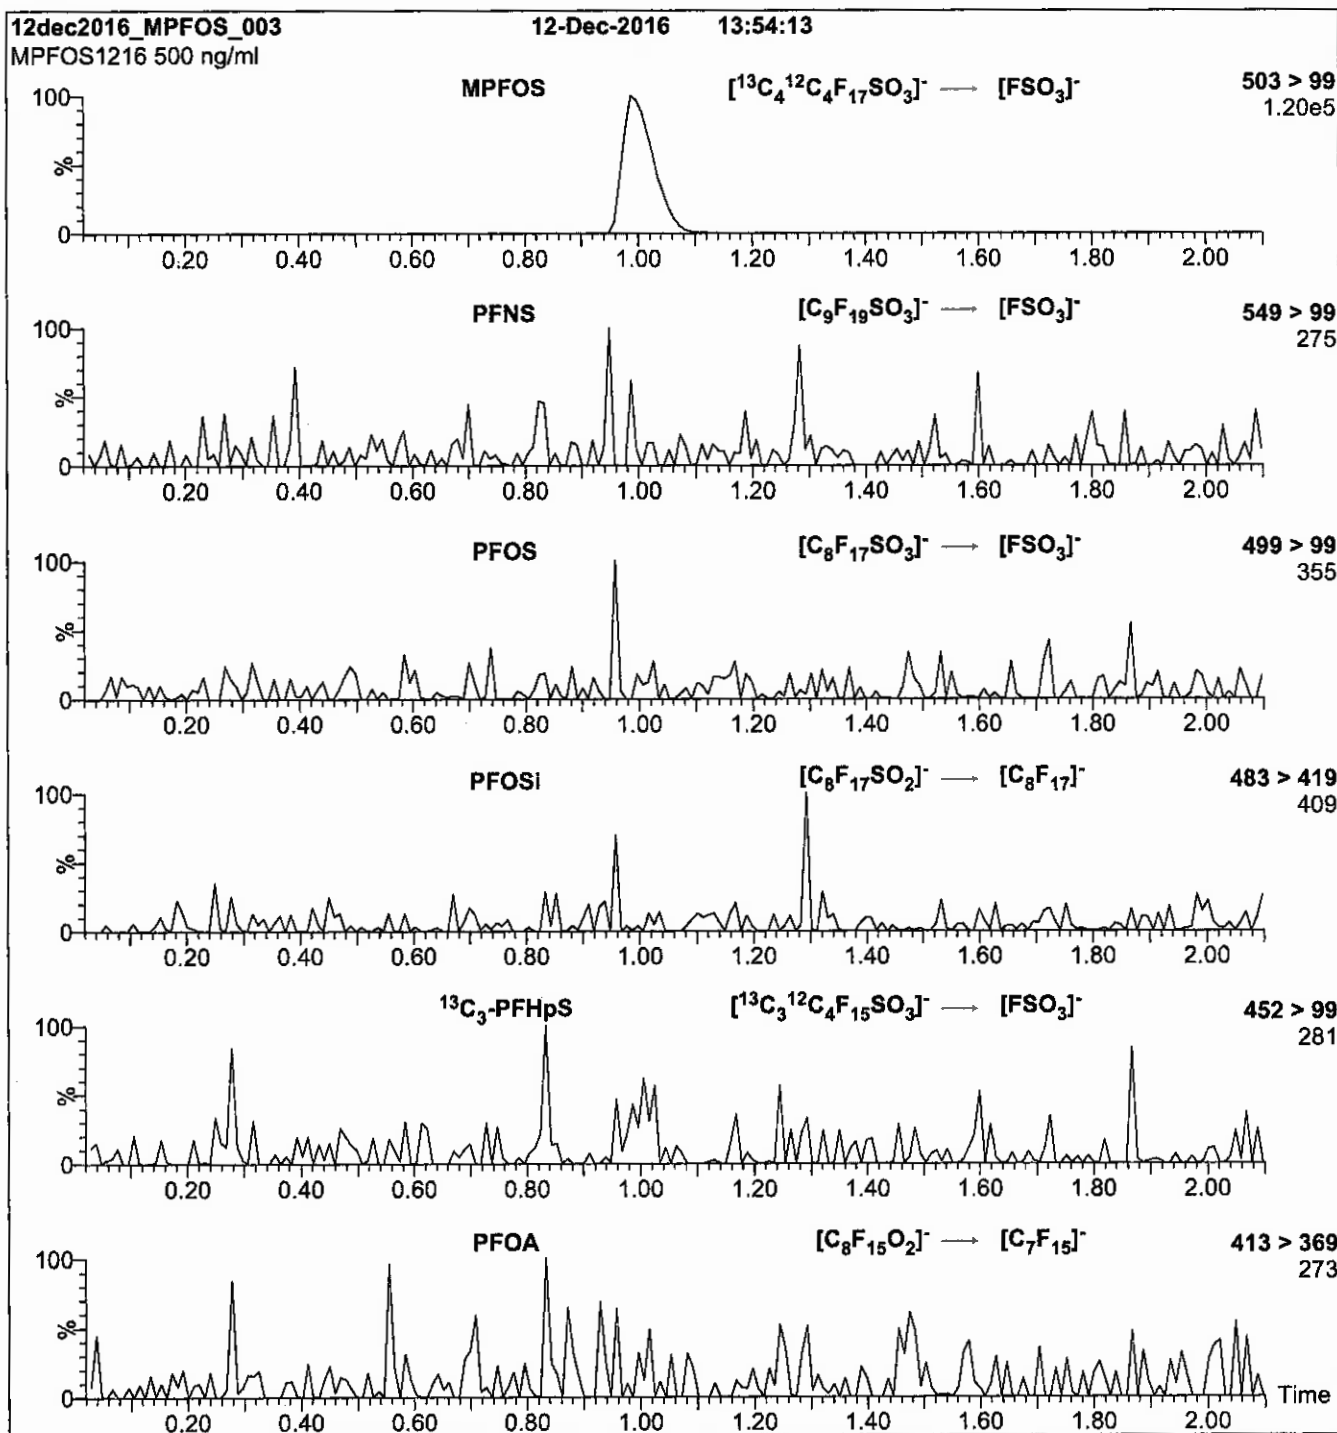 12dec2016_MPFOS_003 12-Dec-2016 13:54:13
MPFOS1216 500 ng/ml
MPFOS [¹³C₄¹²C₄F₁₇SO₃]⁻ → [FSO₃]⁻ 503 > 99
1.20e5
100
%
0
0.20 0.40 0.60 0.80 1.00 1.20 1.40 1.60 1.80 2.00
PFNS [C₉F₁₉SO₃]⁻ → [FSO₃]⁻ 549 > 99
275
100
%
0
0.20 0.40 0.60 0.80 1.00 1.20 1.40 1.60 1.80 2.00
PFOS [C₈F₁₇SO₃]⁻ → [FSO₃]⁻ 499 > 99
355
100
%
0
0.20 0.40 0.60 0.80 1.00 1.20 1.40 1.60 1.80 2.00
PFOSi [C₈F₁₇SO₂]⁻ → [C₈F₁₇]⁻ 483 > 419
409
100
%
0
0.20 0.40 0.60 0.80 1.00 1.20 1.40 1.60 1.80 2.00
¹³C₃-PFHpS [¹³C₃¹²C₄F₁₅SO₃]⁻ → [FSO₃]⁻ 452 > 99
281
100
%
0
0.20 0.40 0.60 0.80 1.00 1.20 1.40 1.60 1.80 2.00
PFOA [C₈F₁₅O₂]⁻ → [C₇F₁₅]⁻ 413 > 369
273
100
%
0
Time
0.20 0.40 0.60 0.80 1.00 1.20 1.40 1.60 1.80 2.00